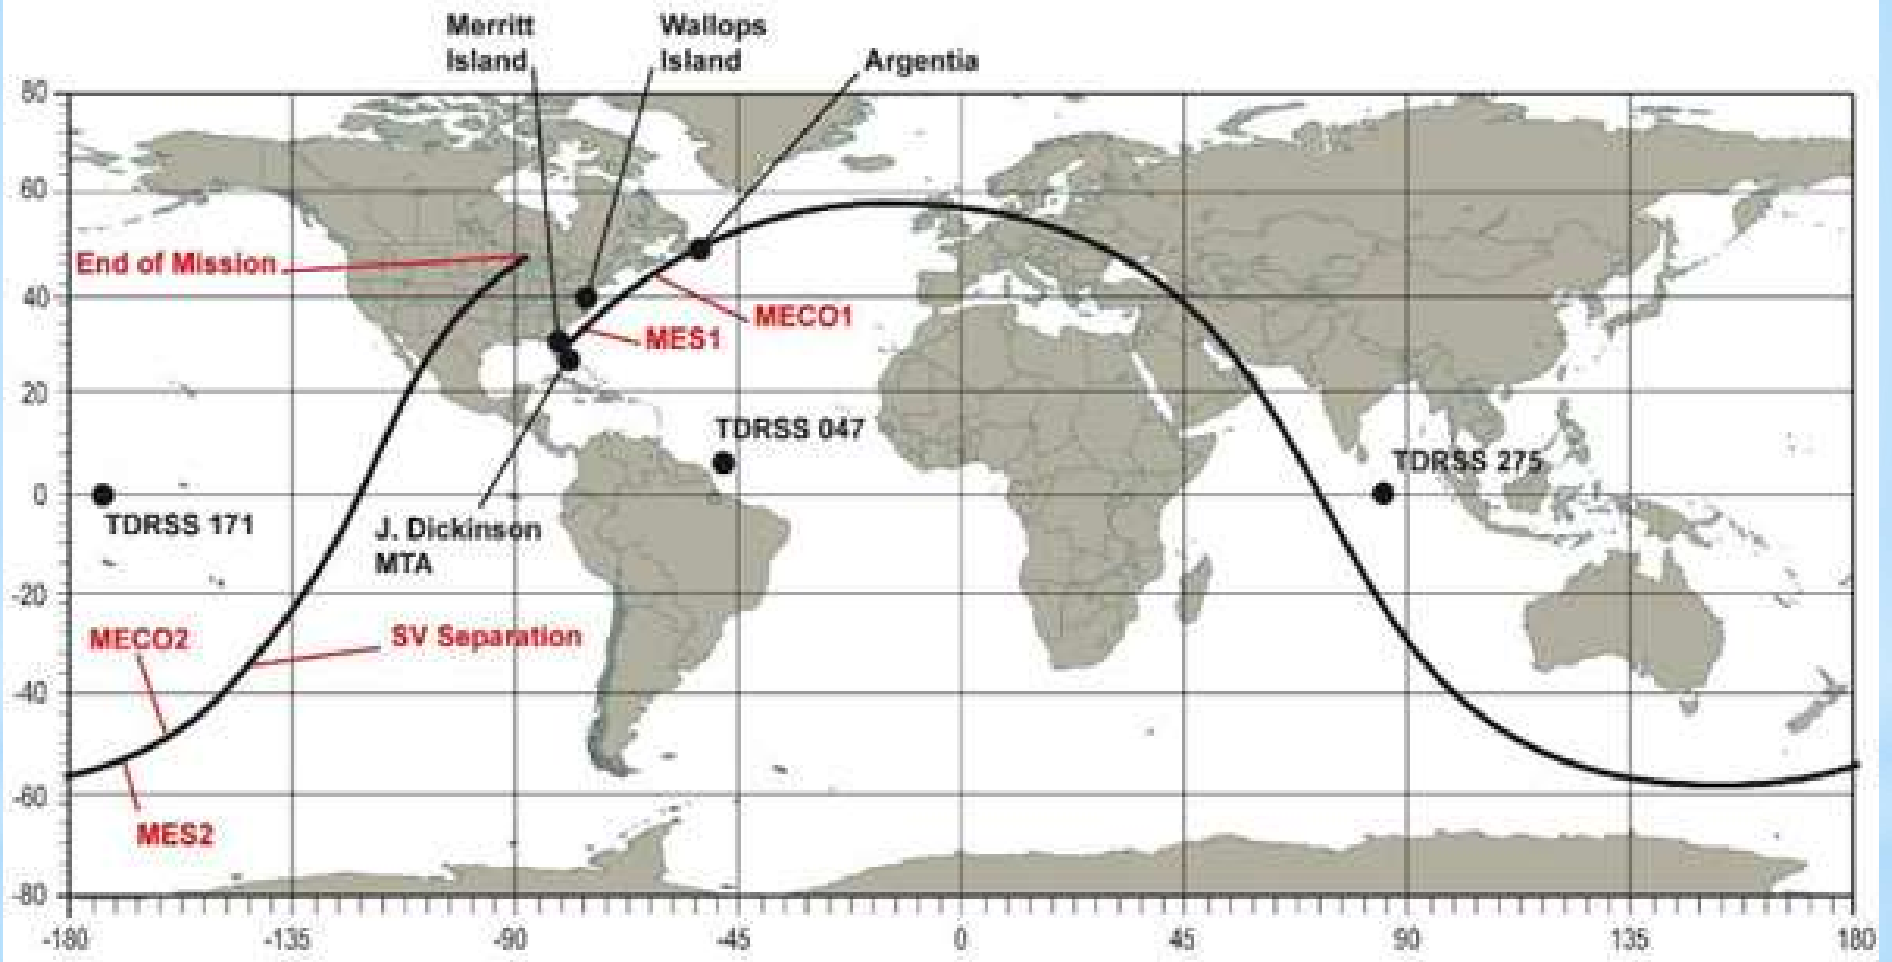 Merritt
Island
Wallops
Island
Argentia
80
60
End of Mission
40
MECO1
MES1
20
TDRSS 047
TDRSS 275
0
TDRSS 171
J. Dickinson
MTA
-20
MECO2
SV Separation
-40
-60
MES2
-80
-180
-135
-90
-45
0
45
90
135
180